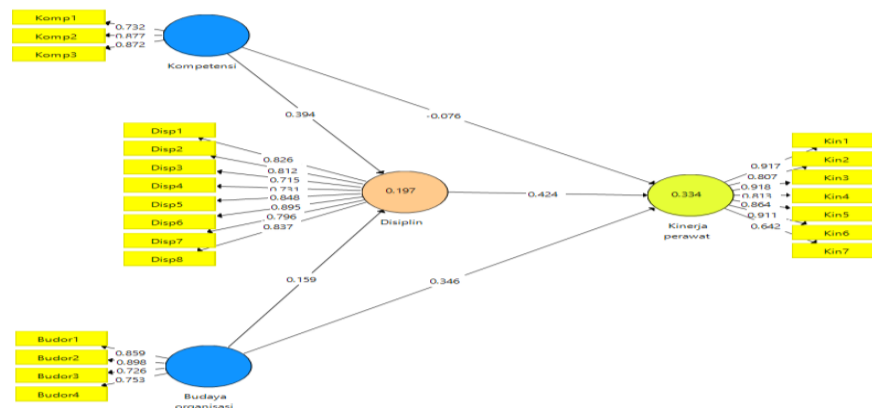 Komp1
Komp2
Komp3
0.732
0.877
0.872
Kompetensi
0.394
-0.076
Disp1
Disp2
Disp3
Disp4
Disp5
Disp6
Disp7
Disp8
0.826
0.812
0.715
0.731
0.848
0.895
0.796
0.837
0.197
Disiplin
0.424
0.334
Kinerja
perawat
0.917
0.807
0.918
0.813
0.864
0.911
0.642
Kin1
Kin2
Kin3
Kin4
Kin5
Kin6
Kin7
0.159
0.346
Budor1
Budor2
Budor3
Budor4
0.859
0.898
0.726
0.753
Budaya
organisasi